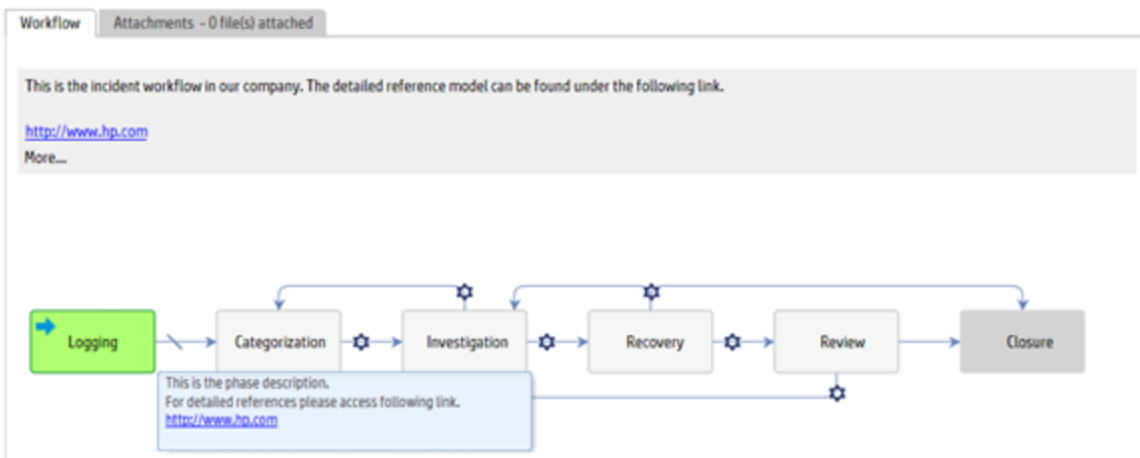 Workflow
Attachments - 0 file(s) attached
This is the incident workflow in our company. The detailed reference model can be found under the following link.
http://www.hp.com
More...
Logging
Categorization
Investigation
Recovery
Review
Closure
This is the phase description.
For detailed references please access following link.
http://www.hp.com